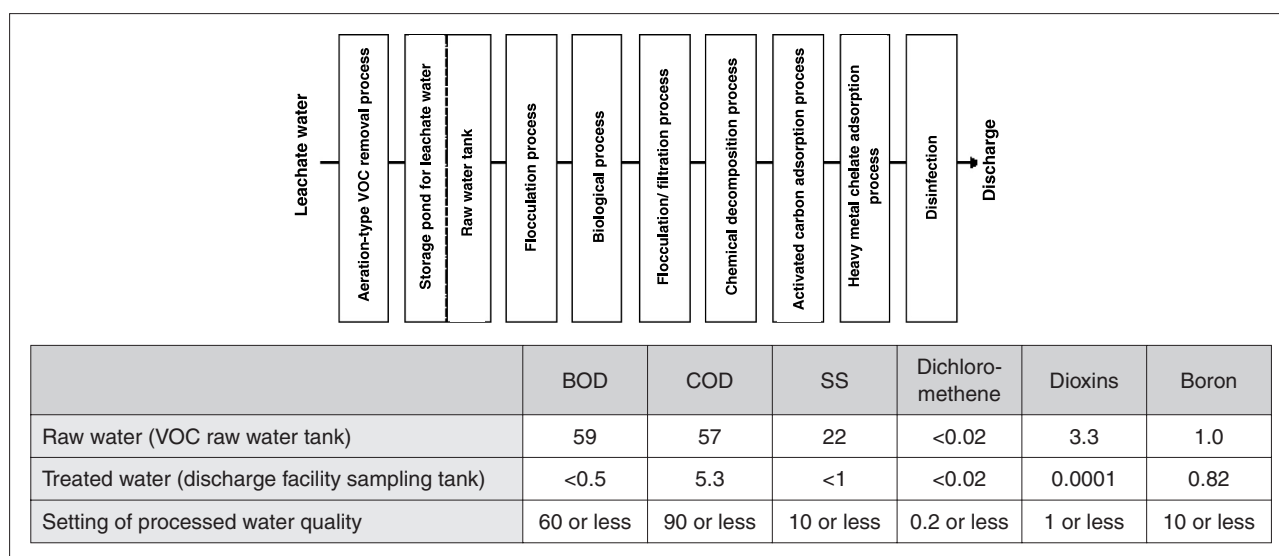 Leachate water
Aeration-type VOC removal process
Storage pond for leachate water
Raw water tank
Flocculation process
Biological process
Flocculation/ filtration process
Chemical decomposition process
Activated carbon adsorption process
Heavy metal chelate adsorption
process
Disinfection
Discharge
BOD COD SS Dichloro-
methene Dioxins Boron
Raw water (VOC raw water tank) 59 57 22 <0.02 3.3 1.0
Treated water (discharge facility sampling tank) <0.5 5.3 <1 <0.02 0.0001 0.82
Setting of processed water quality 60 or less 90 or less 10 or less 0.2 or less 1 or less 10 or less